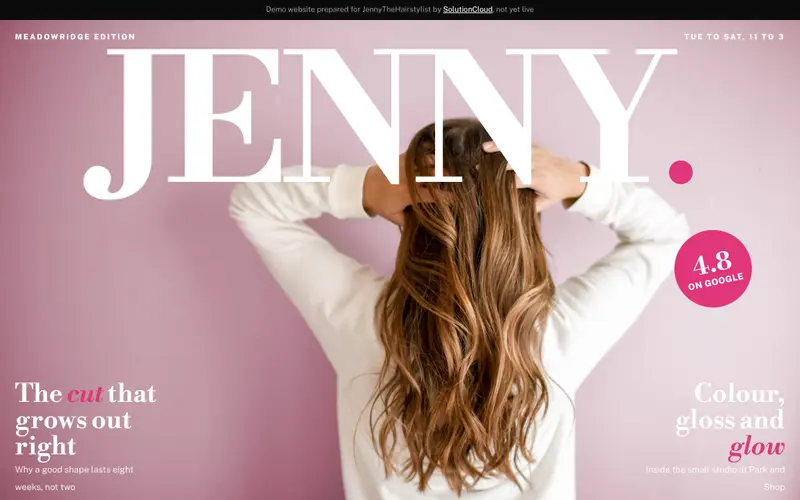 Demo website prepared for JennyTheHairstylist by SolutionCloud, not yet live
MEADOWRIDGE EDITION
TUE TO SAT, 11 TO 3
JENNY.
4.8
ON GOOGLE
The cut that
grows out
right
Why a good shape lasts eight
weeks, not two
Colour,
gloss and
glow
Inside the small studio at Park and
Shop